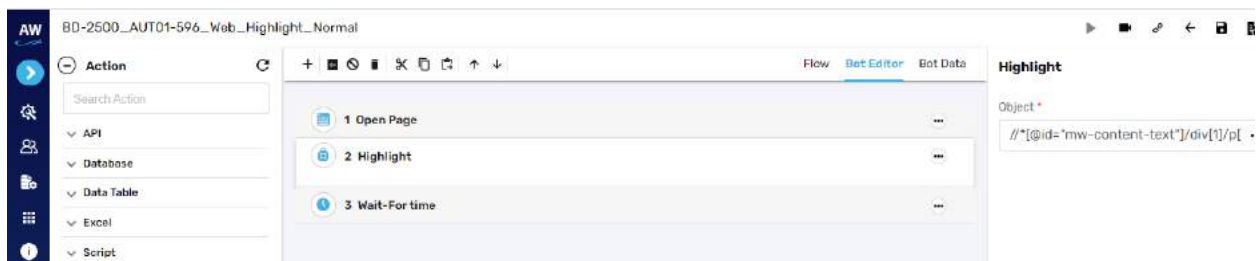 AW
BD-2500_AUT01-596_Web_Highlight_Normal
Action
Search Action
API
Database
Data Table
Excel
Script
Flow Bot Editor Bot Data
1 Open Page
2 Highlight
3 Wait-For time
Highlight
Object *
//*[@id="mw-content-text"]/div[1]/p[